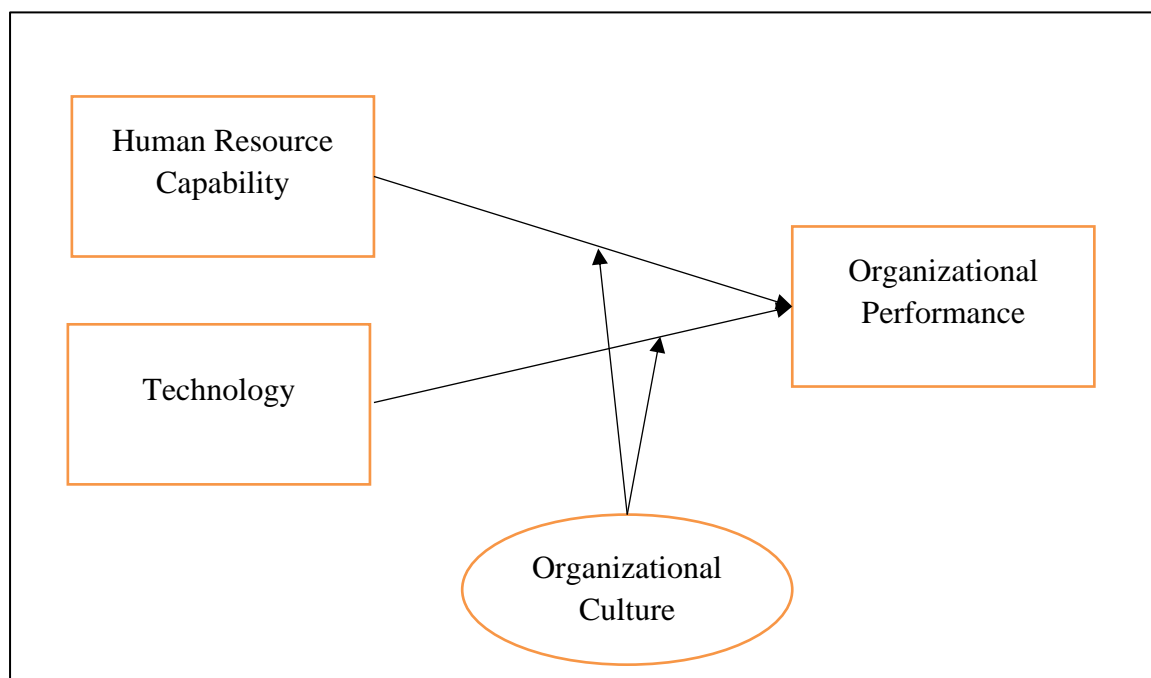 Human Resource
Capability
Organizational
Performance
Technology
Organizational
Culture